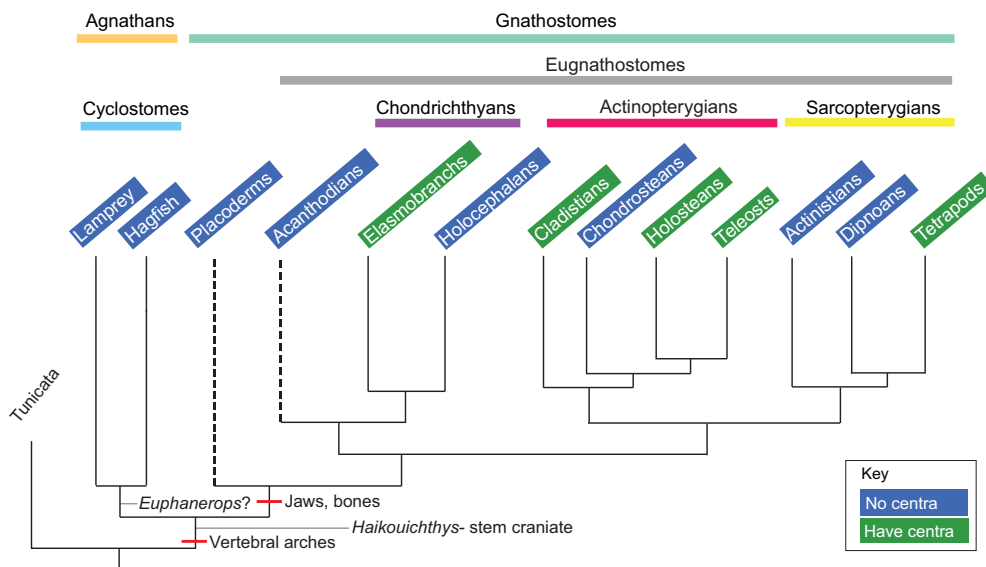 Agnathans
Gnathostomes
Eugnathostomes
Cyclostomes
Chondrichthyans
Actinopterygians
Sarcopterygians
Lamprey
Hagfish
Placoderms
Acanthodians
Elasmobranchs
Holocephalans
Cladistians
Chondrosteans
Holosteans
Teleosts
Actinistians
Dipnoans
Tetrapods
Tunicata
Euphanerops?
Jaws, bones
Haikouichthys- stem craniate
Vertebral arches
Key
No centra
Have centra